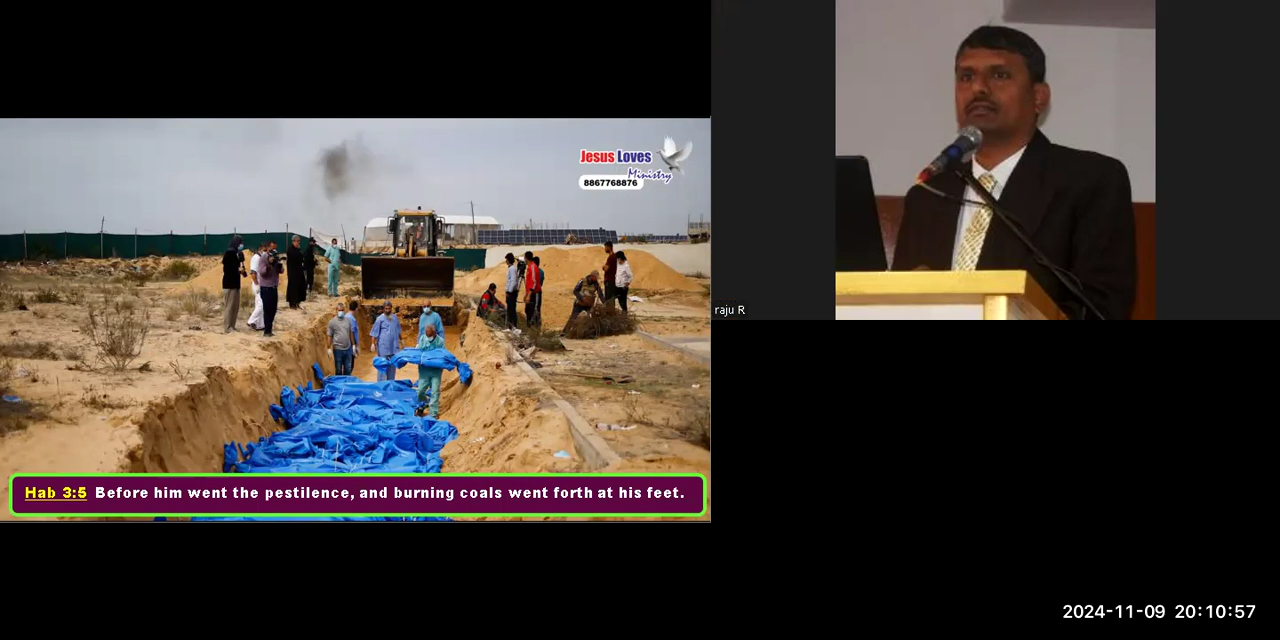 Jesus Loves
Ministry
8867768876
Hab 3:5 Before him went the pestilence, and burning coals went forth at his feet.
raju R
2024-11-09 20:10:57